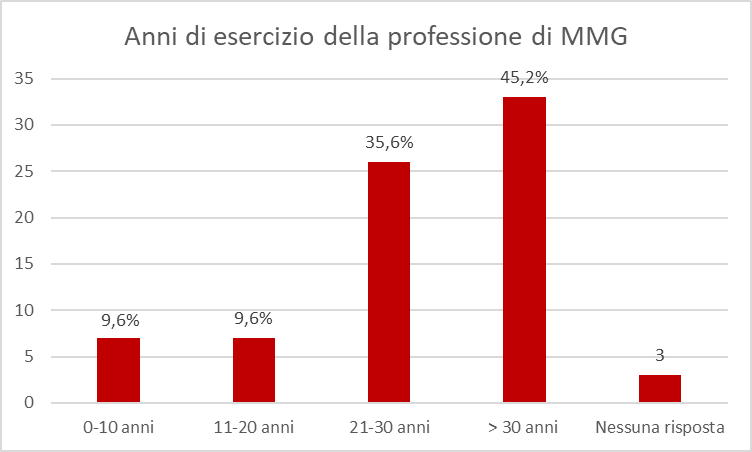 Anni di esercizio della professione di MMG
35
30
25
20
15
10
5
0
9,6%
9,6%
35,6%
45,2%
3
0-10 anni
11-20 anni
21-30 anni
> 30 anni
Nessuna risposta